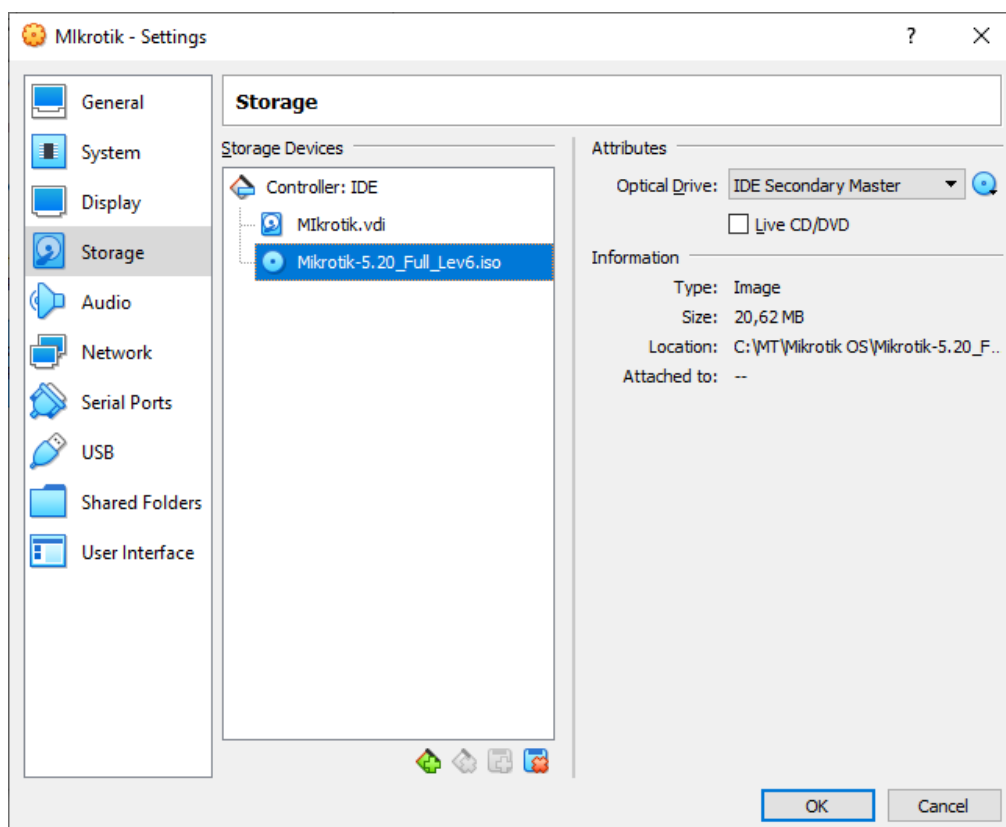 MIkrotik - Settings
?
General
System
Display
Storage
Audio
Network
Serial Ports
USB
Shared Folders
User Interface
Storage
Storage Devices
Controller: IDE
MIkrotik.vdi
Mikrotik-5.20_Full_Lev6.iso
Attributes
Optical Drive: IDE Secondary Master
Live CD/DVD
Information
Type: Image
Size: 20,62 MB
Location: C:\MT\Mikrotik OS\Mikrotik-5.20_F...
Attached to: --
OK Cancel